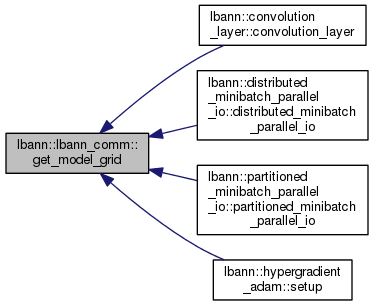 lbann::convolution
_layer::convolution_layer
lbann::distributed
_minibatch_parallel
_io::distributed_minibatch
_parallel_io
lbann::lbann_comm::
get_model_grid
lbann::partitioned
_minibatch_parallel
_io::partitioned_minibatch
_parallel_io
lbann::hypergradient
_adam::setup